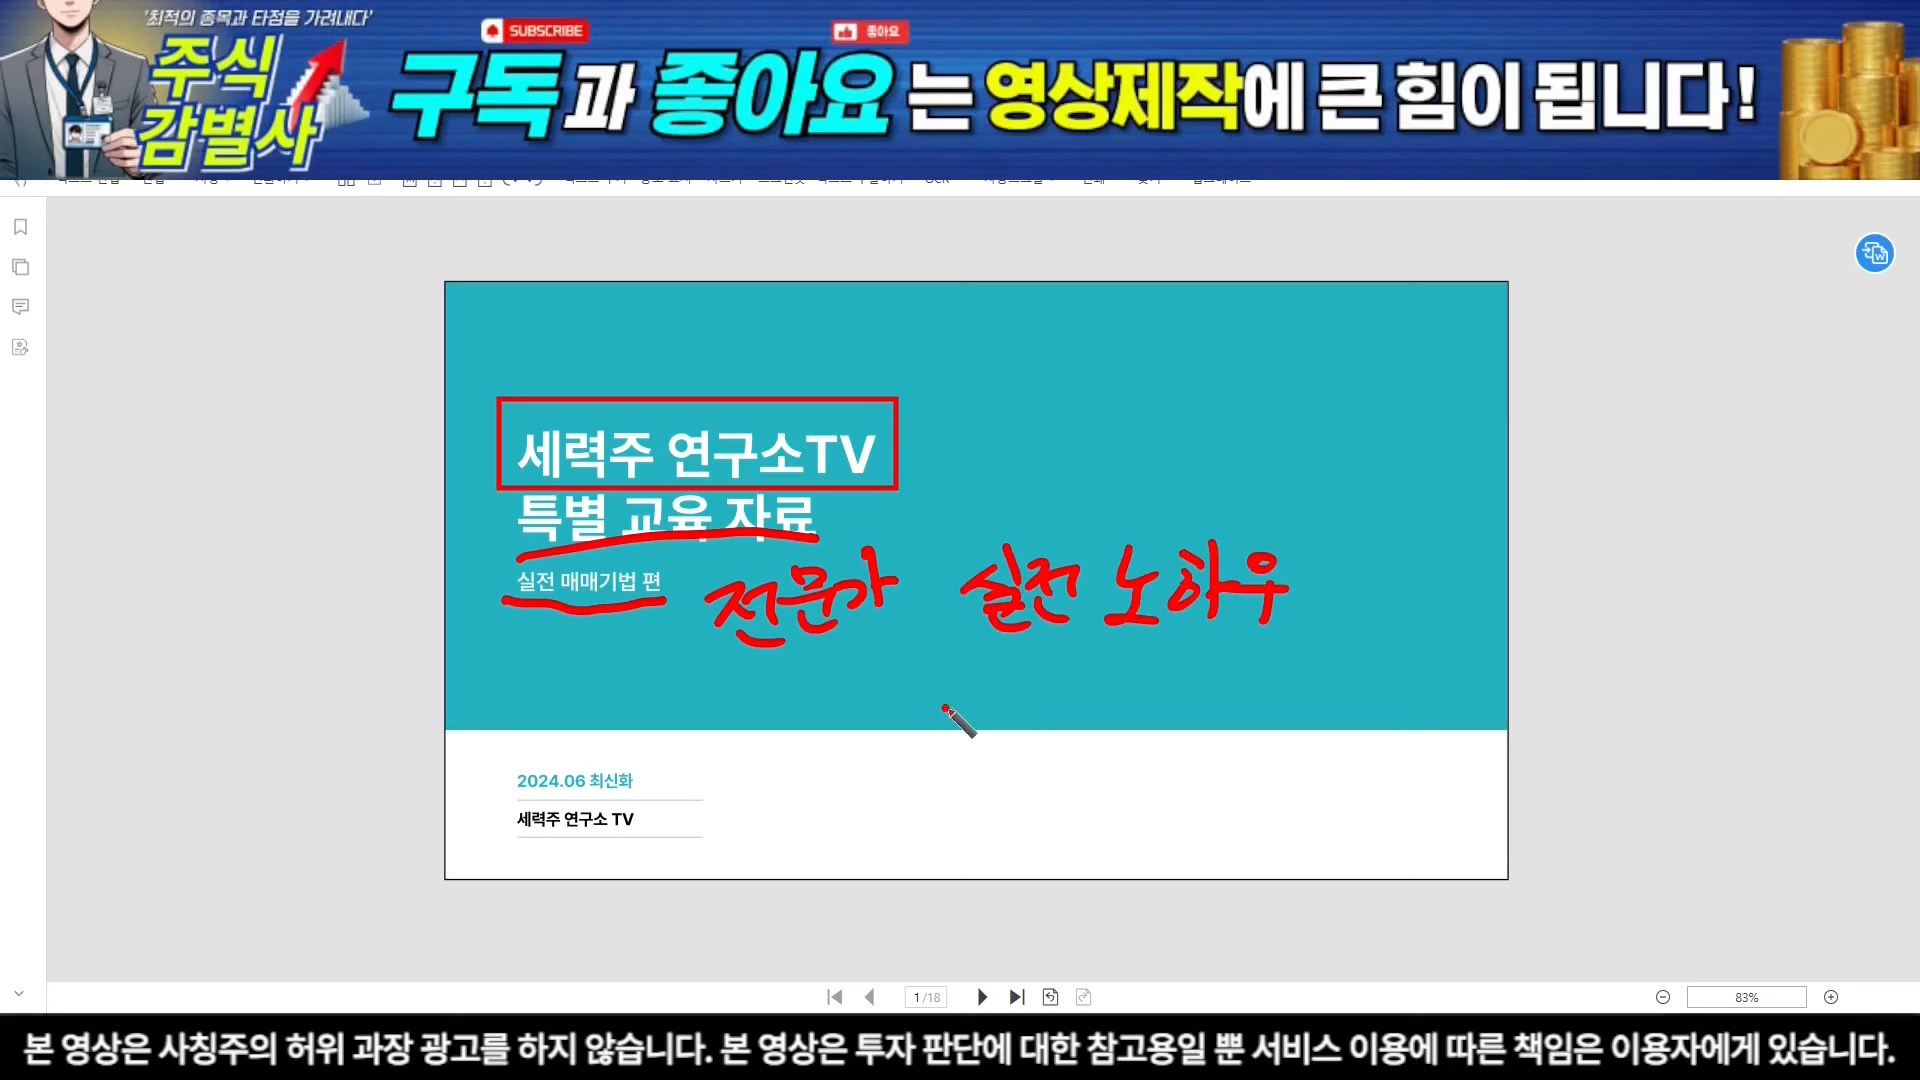 '최적의 종목과 타점을 가려내다'
주식
감별사
SUBSCRIBE
좋아요
구독과 좋아요는 영상제작에 큰 힘이 됩니다!
세력주 연구소TV
특별 교육 자료
실전 매매기법 편
전문가 실전 노하우
2024.06 최신화
세력주 연구소 TV
1 /18
83%
본 영상은 사칭주의 허위 과장 광고를 하지 않습니다. 본 영상은 투자 판단에 대한 참고용일 뿐 서비스 이용에 따른 책임은 이용자에게 있습니다.